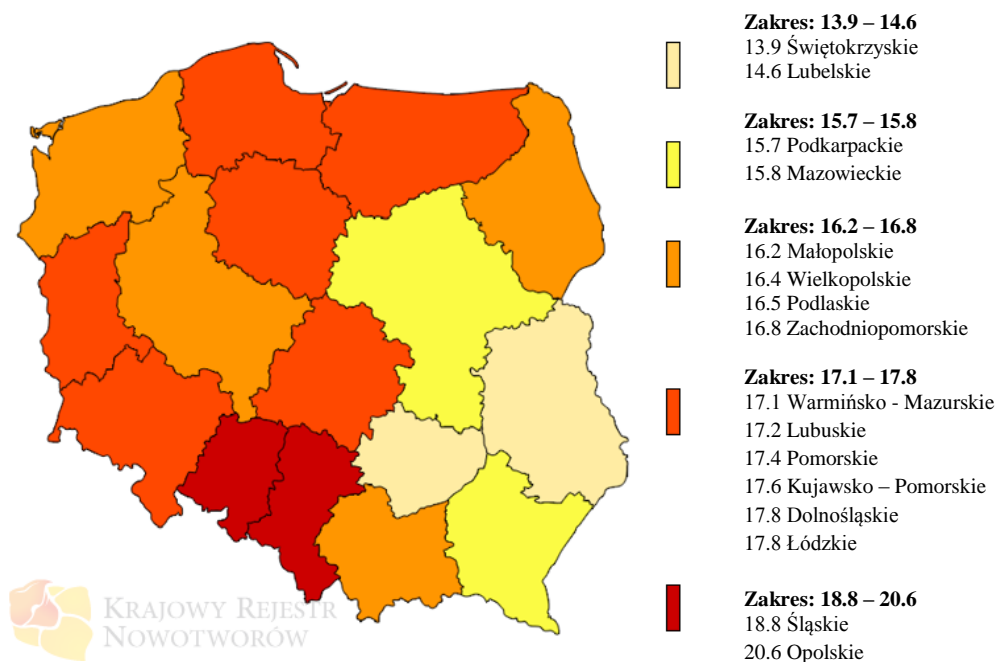 Zakres: 13.9 – 14.6
13.9 Świętokrzyskie
14.6 Lubelskie
Zakres: 15.7 – 15.8
15.7 Podkarpackie
15.8 Mazowieckie
Zakres: 16.2 – 16.8
16.2 Małopolskie
16.4 Wielkopolskie
16.5 Podlaskie
16.8 Zachodniopomorskie
Zakres: 17.1 – 17.8
17.1 Warmińsko - Mazurskie
17.2 Lubuskie
17.4 Pomorskie
17.6 Kujawsko – Pomorskie
17.8 Dolnośląskie
17.8 Łódzkie
Zakres: 18.8 – 20.6
18.8 Śląskie
20.6 Opolskie
KRAJOWY REJESTR
NOWOTWORÓW